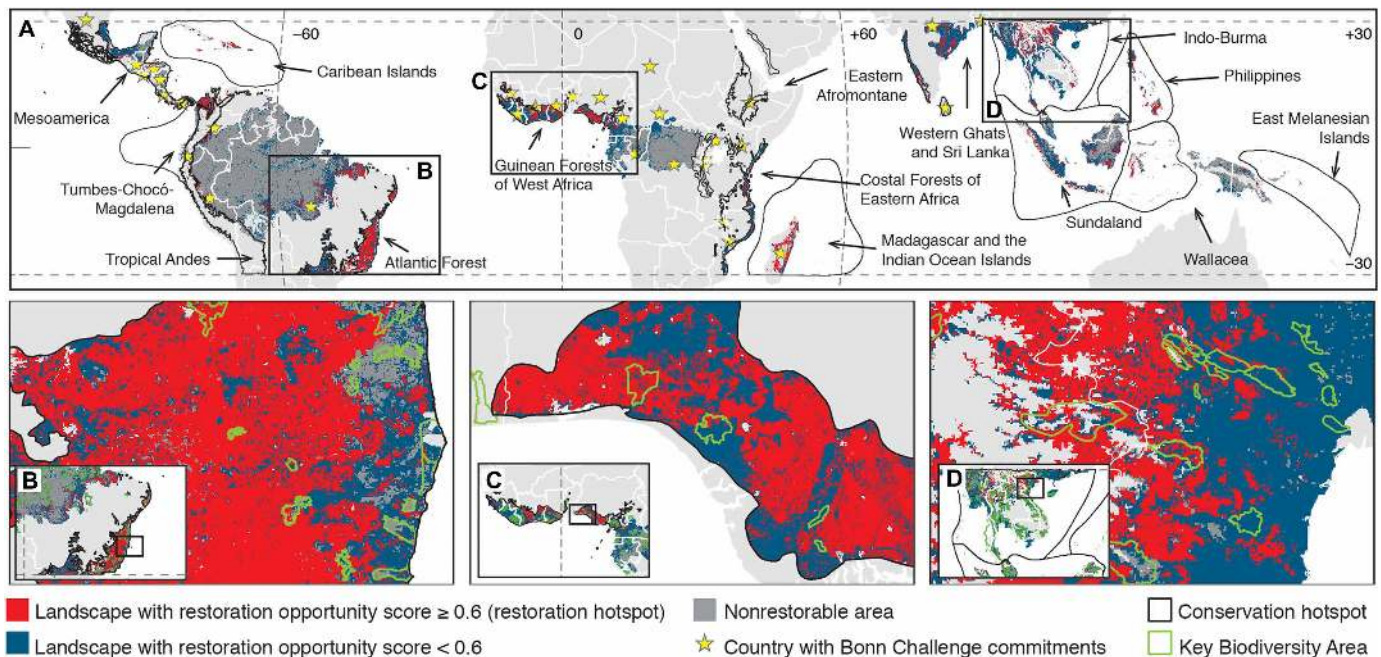 A
−60
0
+60
+30
Caribean Islands
Mesoamerica
Tumbes-Chocó-
Magdalena
Tropical Andes
B
Atlantic Forest
C
Guinean Forests
of West Africa
Eastern
Afromontane
Costal Forests of
Eastern Africa
Madagascar and the
Indian Ocean Islands
Western Ghats
and Sri Lanka
D
Indo-Burma
Philippines
East Melanesian
Islands
Sundaland
Wallacea
−30
B
C
D
Landscape with restoration opportunity score ≥ 0.6 (restoration hotspot)
Landscape with restoration opportunity score < 0.6
Nonrestorable area
Country with Bonn Challenge commitments
Conservation hotspot
Key Biodiversity Area